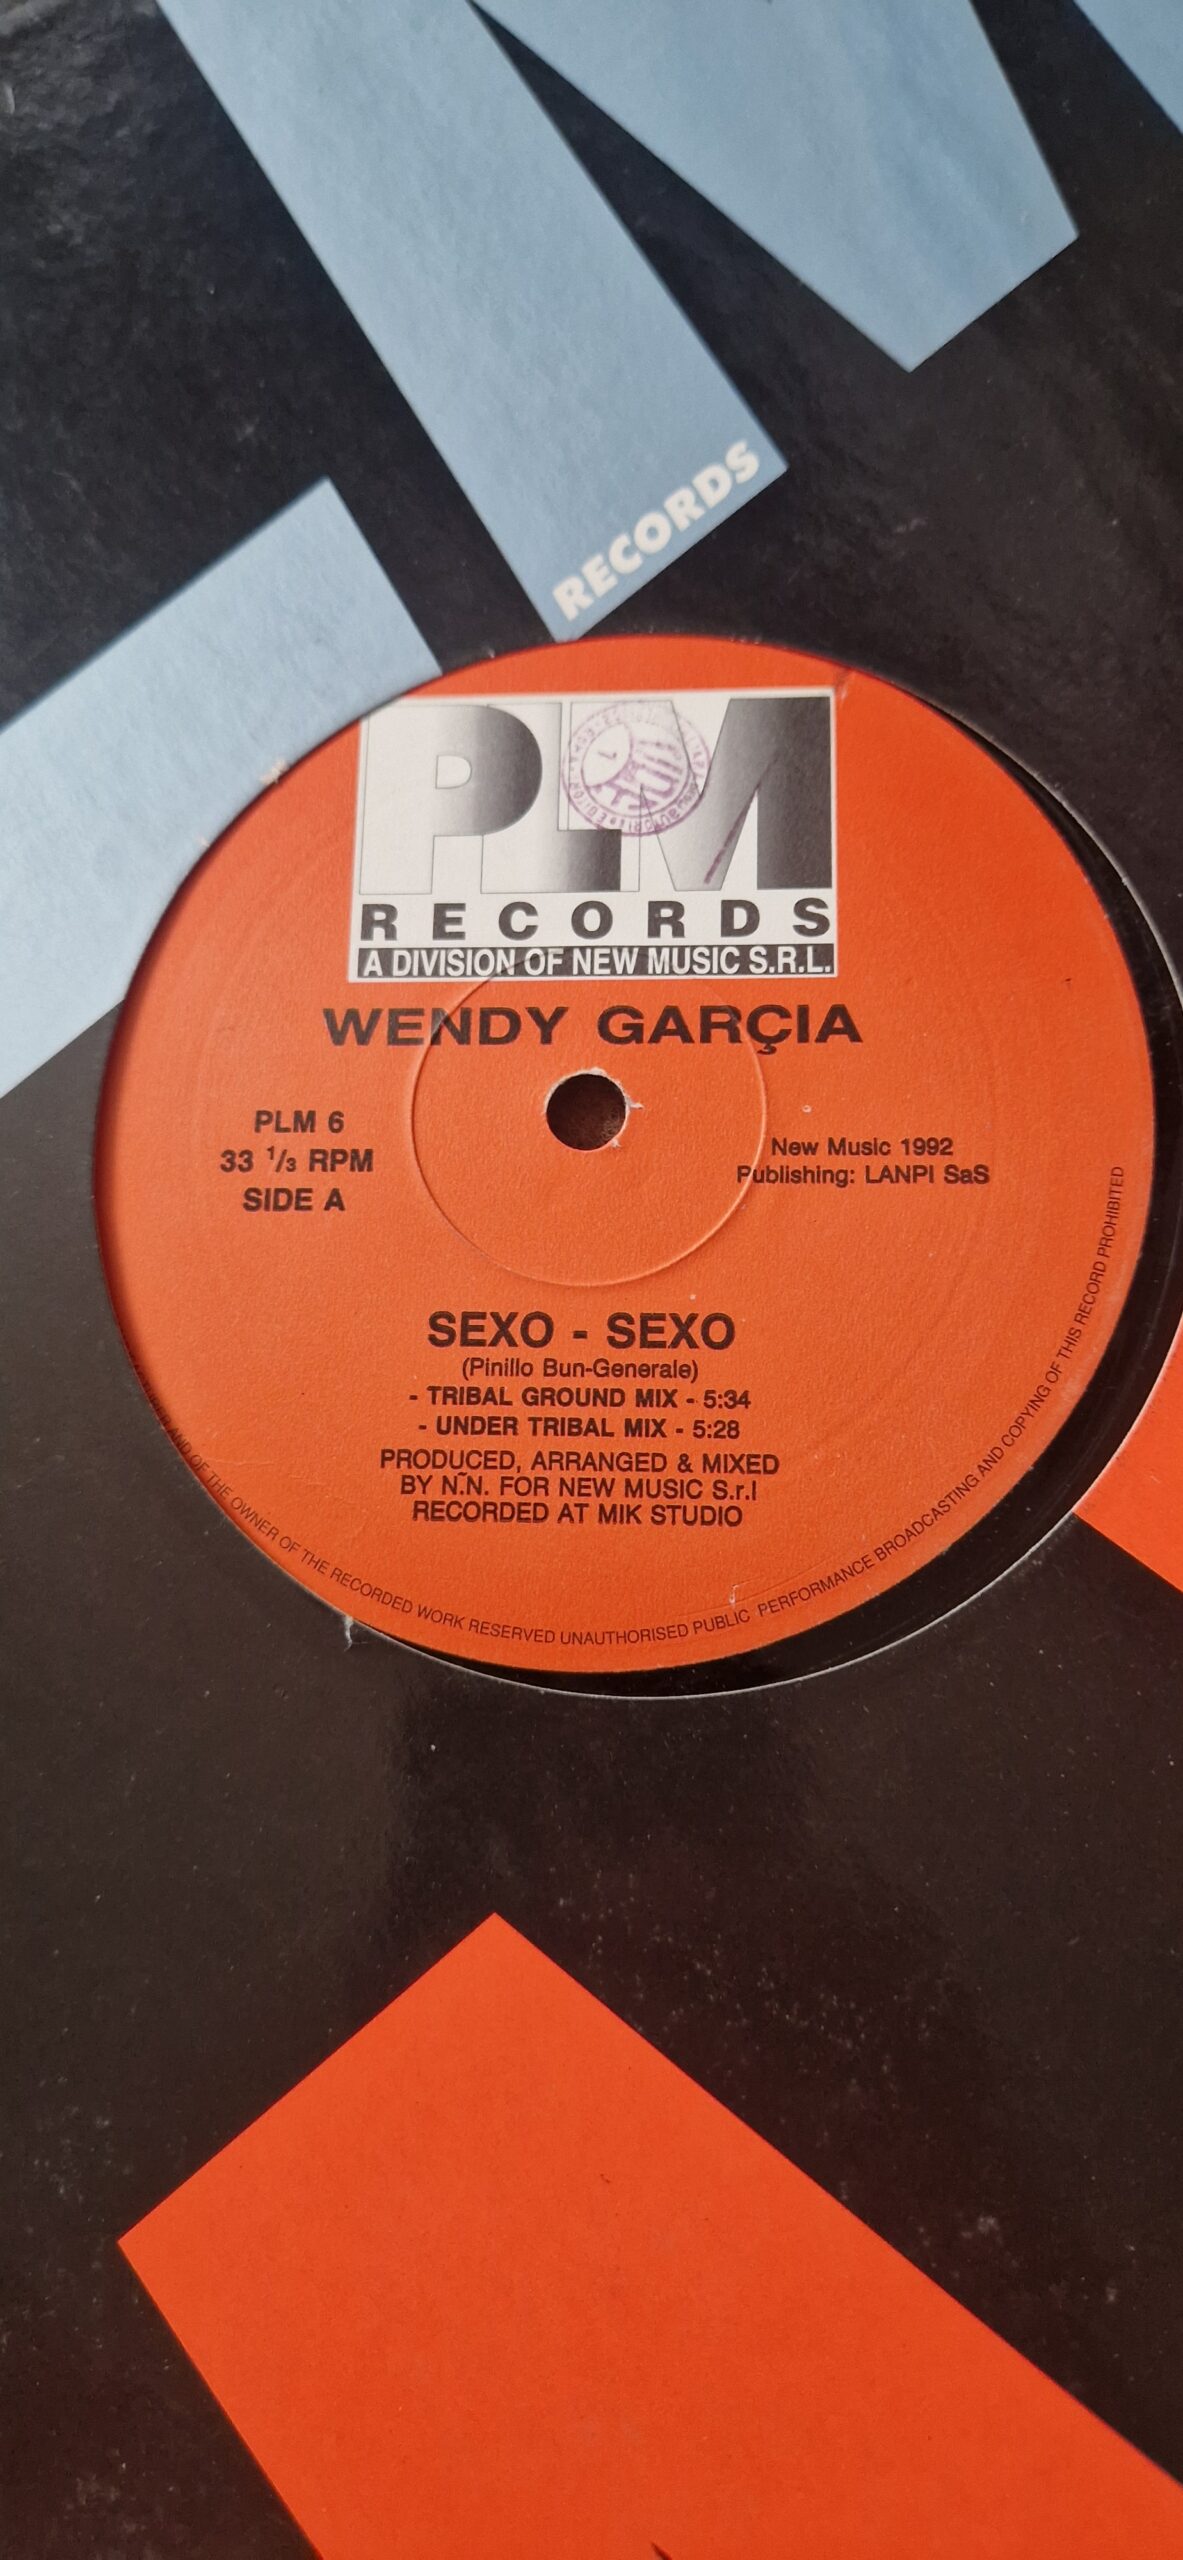 RECORDS
PLM
RECORDS
A DIVISION OF NEW MUSIC S.R.L.
WENDY GARÇIA
PLM 6
33 1/3 RPM
SIDE A
New Music 1992
Publishing: LANPI SaS
SEXO - SEXO
(Pinillo Bun-Generale)
- TRIBAL GROUND MIX - 5:34
- UNDER TRIBAL MIX - 5:28
PRODUCED, ARRANGED & MIXED
BY N.Ñ. FOR NEW MUSIC S.r.l
RECORDED AT MIK STUDIO
AND OF THE OWNER OF THE RECORDED WORK RESERVED UNAUTHORISED PUBLIC PERFORMANCE BROADCASTING AND COPYING OF THIS RECORD PROHIBITED